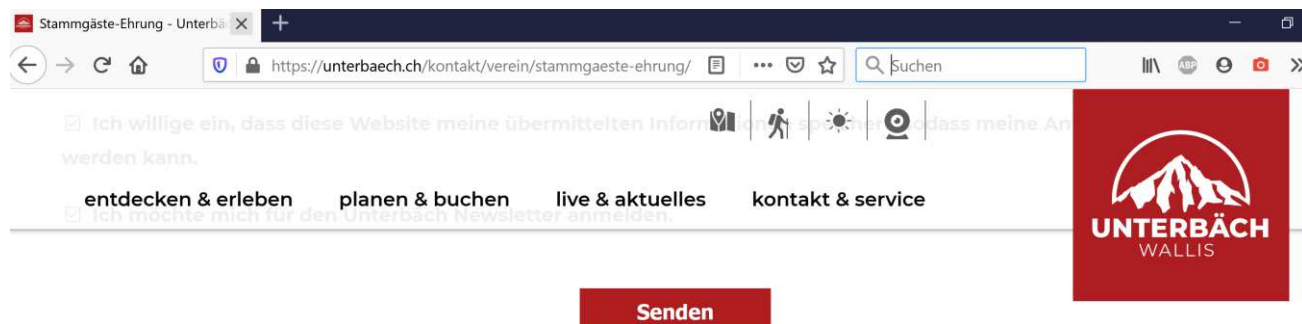 Stammgäste-Ehrung - Unterbä
https://unterbaech.ch/kontakt/verein/stammgaeste-ehrung/
Suchen
ABP
Ich willige ein, dass diese Website meine übermittelten
dass meine An
werden kann.
entdecken & erleben
planen & buchen
live & aktuelles
kontakt & service
Ich möchte mich für den Unterbäch Newsletter anmelden.
UNTERBÄCH
WALLIS
Senden